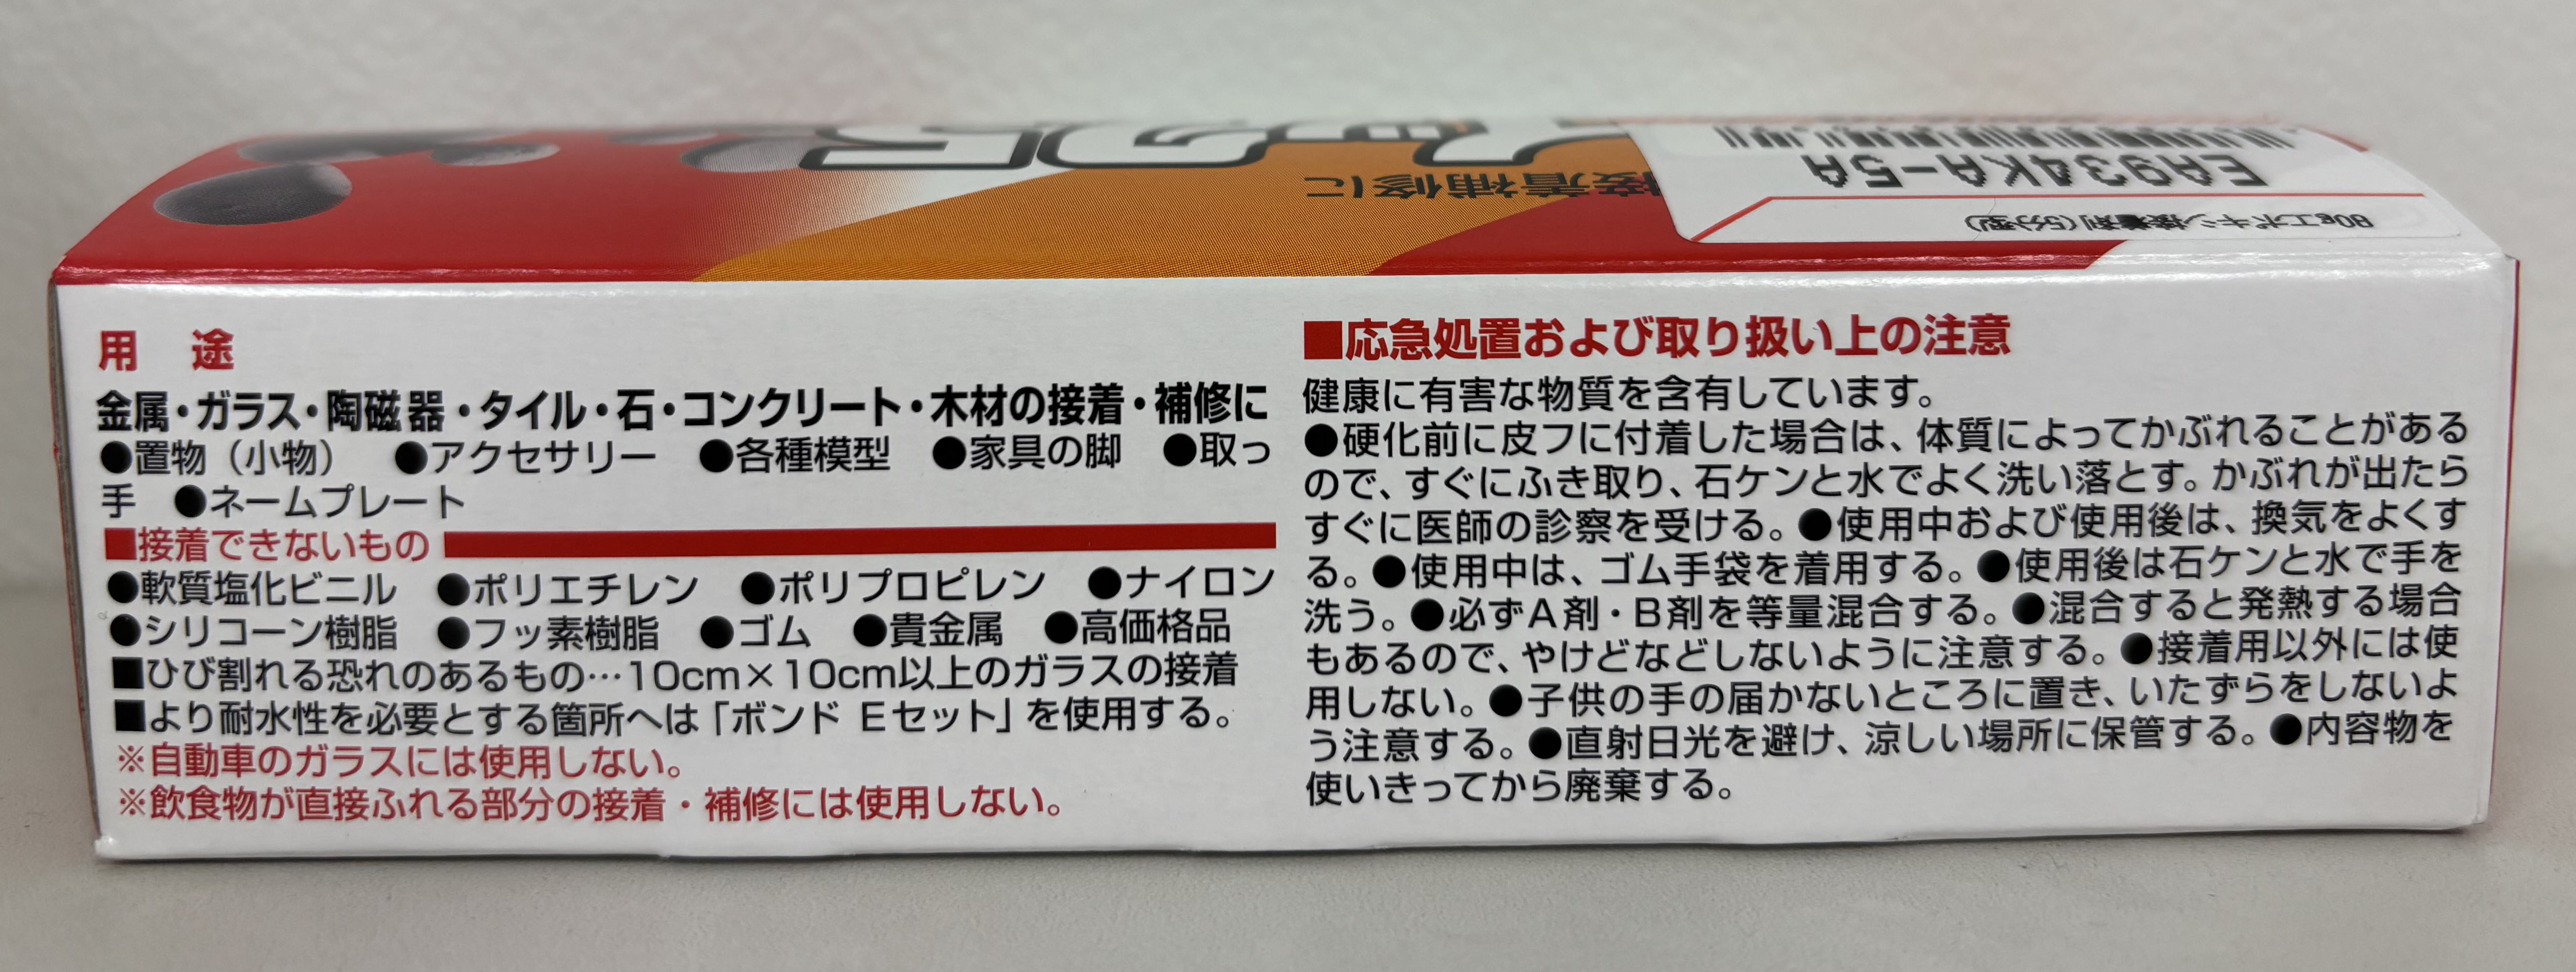 クイック
接着補修に
EA934KA-5A
80gエポキシ接着剤(5分型)
用 途
金属・ガラス・陶磁器・タイル・石・コンクリート・木材の接着・補修に
●置物（小物） ●アクセサリー ●各種模型 ●家具の脚 ●取っ
手 ●ネームプレート
■接着できないもの
●軟質塩化ビニル ●ポリエチレン ●ポリプロピレン ●ナイロン
●シリコーン樹脂 ●フッ素樹脂 ●ゴム ●貴金属 ●高価格品
■ひび割れる恐れのあるもの…10cm×10cm以上のガラスの接着
■より耐水性を必要とする箇所へは「ボンド Eセット」を使用する。
※自動車のガラスには使用しない。
※飲食物が直接ふれる部分の接着・補修には使用しない。
■応急処置および取り扱い上の注意
健康に有害な物質を含有しています。
●硬化前に皮フに付着した場合は、体質によってかぶれることがある
ので、すぐにふき取り、石ケンと水でよく洗い落とす。かぶれが出たら
すぐに医師の診察を受ける。●使用中および使用後は、換気をよくす
る。●使用中は、ゴム手袋を着用する。●使用後は石ケンと水で手を
洗う。●必ずA剤・B剤を等量混合する。●混合すると発熱する場合
もあるので、やけどなどしないように注意する。●接着用以外には使
用しない。●子供の手の届かないところに置き、いたずらをしないよ
う注意する。●直射日光を避け、涼しい場所に保管する。●内容物を
使いきってから廃棄する。